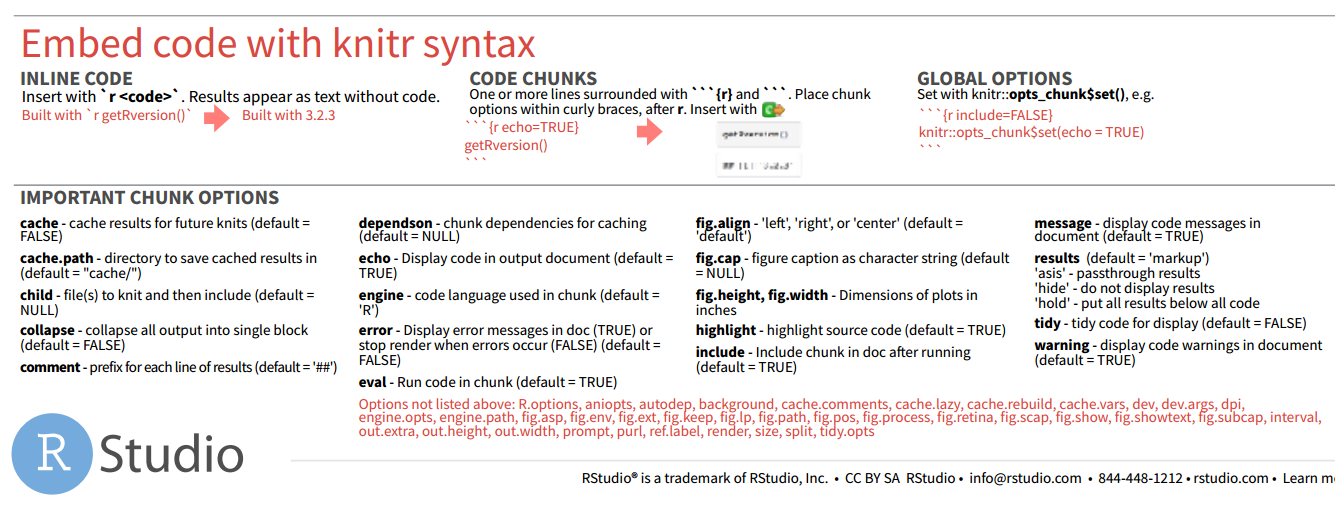 Embed code with knitr syntax
INLINE CODE
Insert with `r <code>`. Results appear as text without code.
Built with `r getRversion()`
Built with 3.2.3
CODE CHUNKS
One or more lines surrounded with ```{r} and ```. Place chunk
options within curly braces, after r. Insert with
```{r echo=TRUE}
getRversion()
```
getRversion()
GLOBAL OPTIONS
Set with knitr::opts_chunk$set(), e.g.
```{r include=FALSE}
knitr::opts_chunk$set(echo = TRUE)
```
IMPORTANT CHUNK OPTIONS
cache - cache results for future knits (default =
FALSE)
cache.path - directory to save cached results in
(default = "cache/")
child - file(s) to knit and then include (default =
NULL)
collapse - collapse all output into single block
(default = FALSE)
comment - prefix for each line of results (default = '##')
dependson - chunk dependencies for caching
(default = NULL)
echo - Display code in output document (default =
TRUE)
engine - code language used in chunk (default =
'R')
error - Display error messages in doc (TRUE) or
stop render when errors occur (FALSE) (default =
FALSE)
eval - Run code in chunk (default = TRUE)
fig.align - 'left', 'right', or 'center' (default =
'default')
fig.cap - figure caption as character string (default
= NULL)
fig.height, fig.width - Dimensions of plots in
inches
highlight - highlight source code (default = TRUE)
include - Include chunk in doc after running
(default = TRUE)
message - display code messages in
document (default = TRUE)
results (default = 'markup')
'asis' - passthrough results
'hide' - do not display results
'hold' - put all results below all code
tidy - tidy code for display (default = FALSE)
warning - display code warnings in document
(default = TRUE)
Options not listed above: R.options, aniopts, autodep, background, cache.comments, cache.lazy, cache.rebuild, cache.vars, dev, dev.args, dpi,
engine.opts, engine.path, fig.asp, fig.env, fig.ext, fig.keep, fig.lp, fig.path, fig.pos, fig.process, fig.retina, fig.scap, fig.show, fig.showtext, fig.subcap, interval,
out.extra, out.height, out.width, prompt, purl, ref.label, render, size, split, tidy.opts
R Studio
RStudio® is a trademark of RStudio, Inc. • CC BY SA RStudio • info@rstudio.com • 844-448-1212 • rstudio.com • Learn m